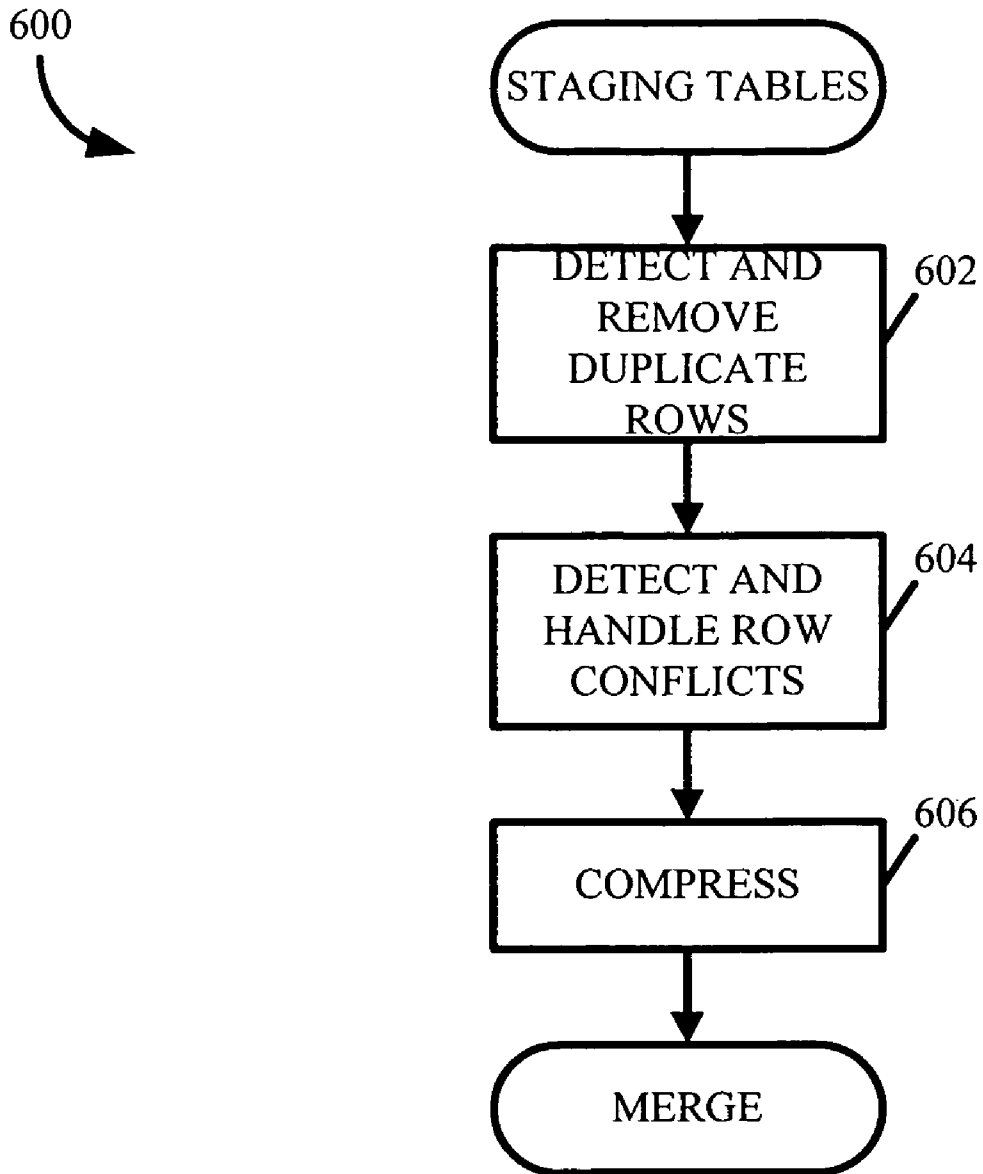 600
STAGING TABLES
DETECT AND
REMOVE
DUPLICATE
ROWS
602
DETECT AND
HANDLE ROW
CONFLICTS
604
COMPRESS
606
MERGE